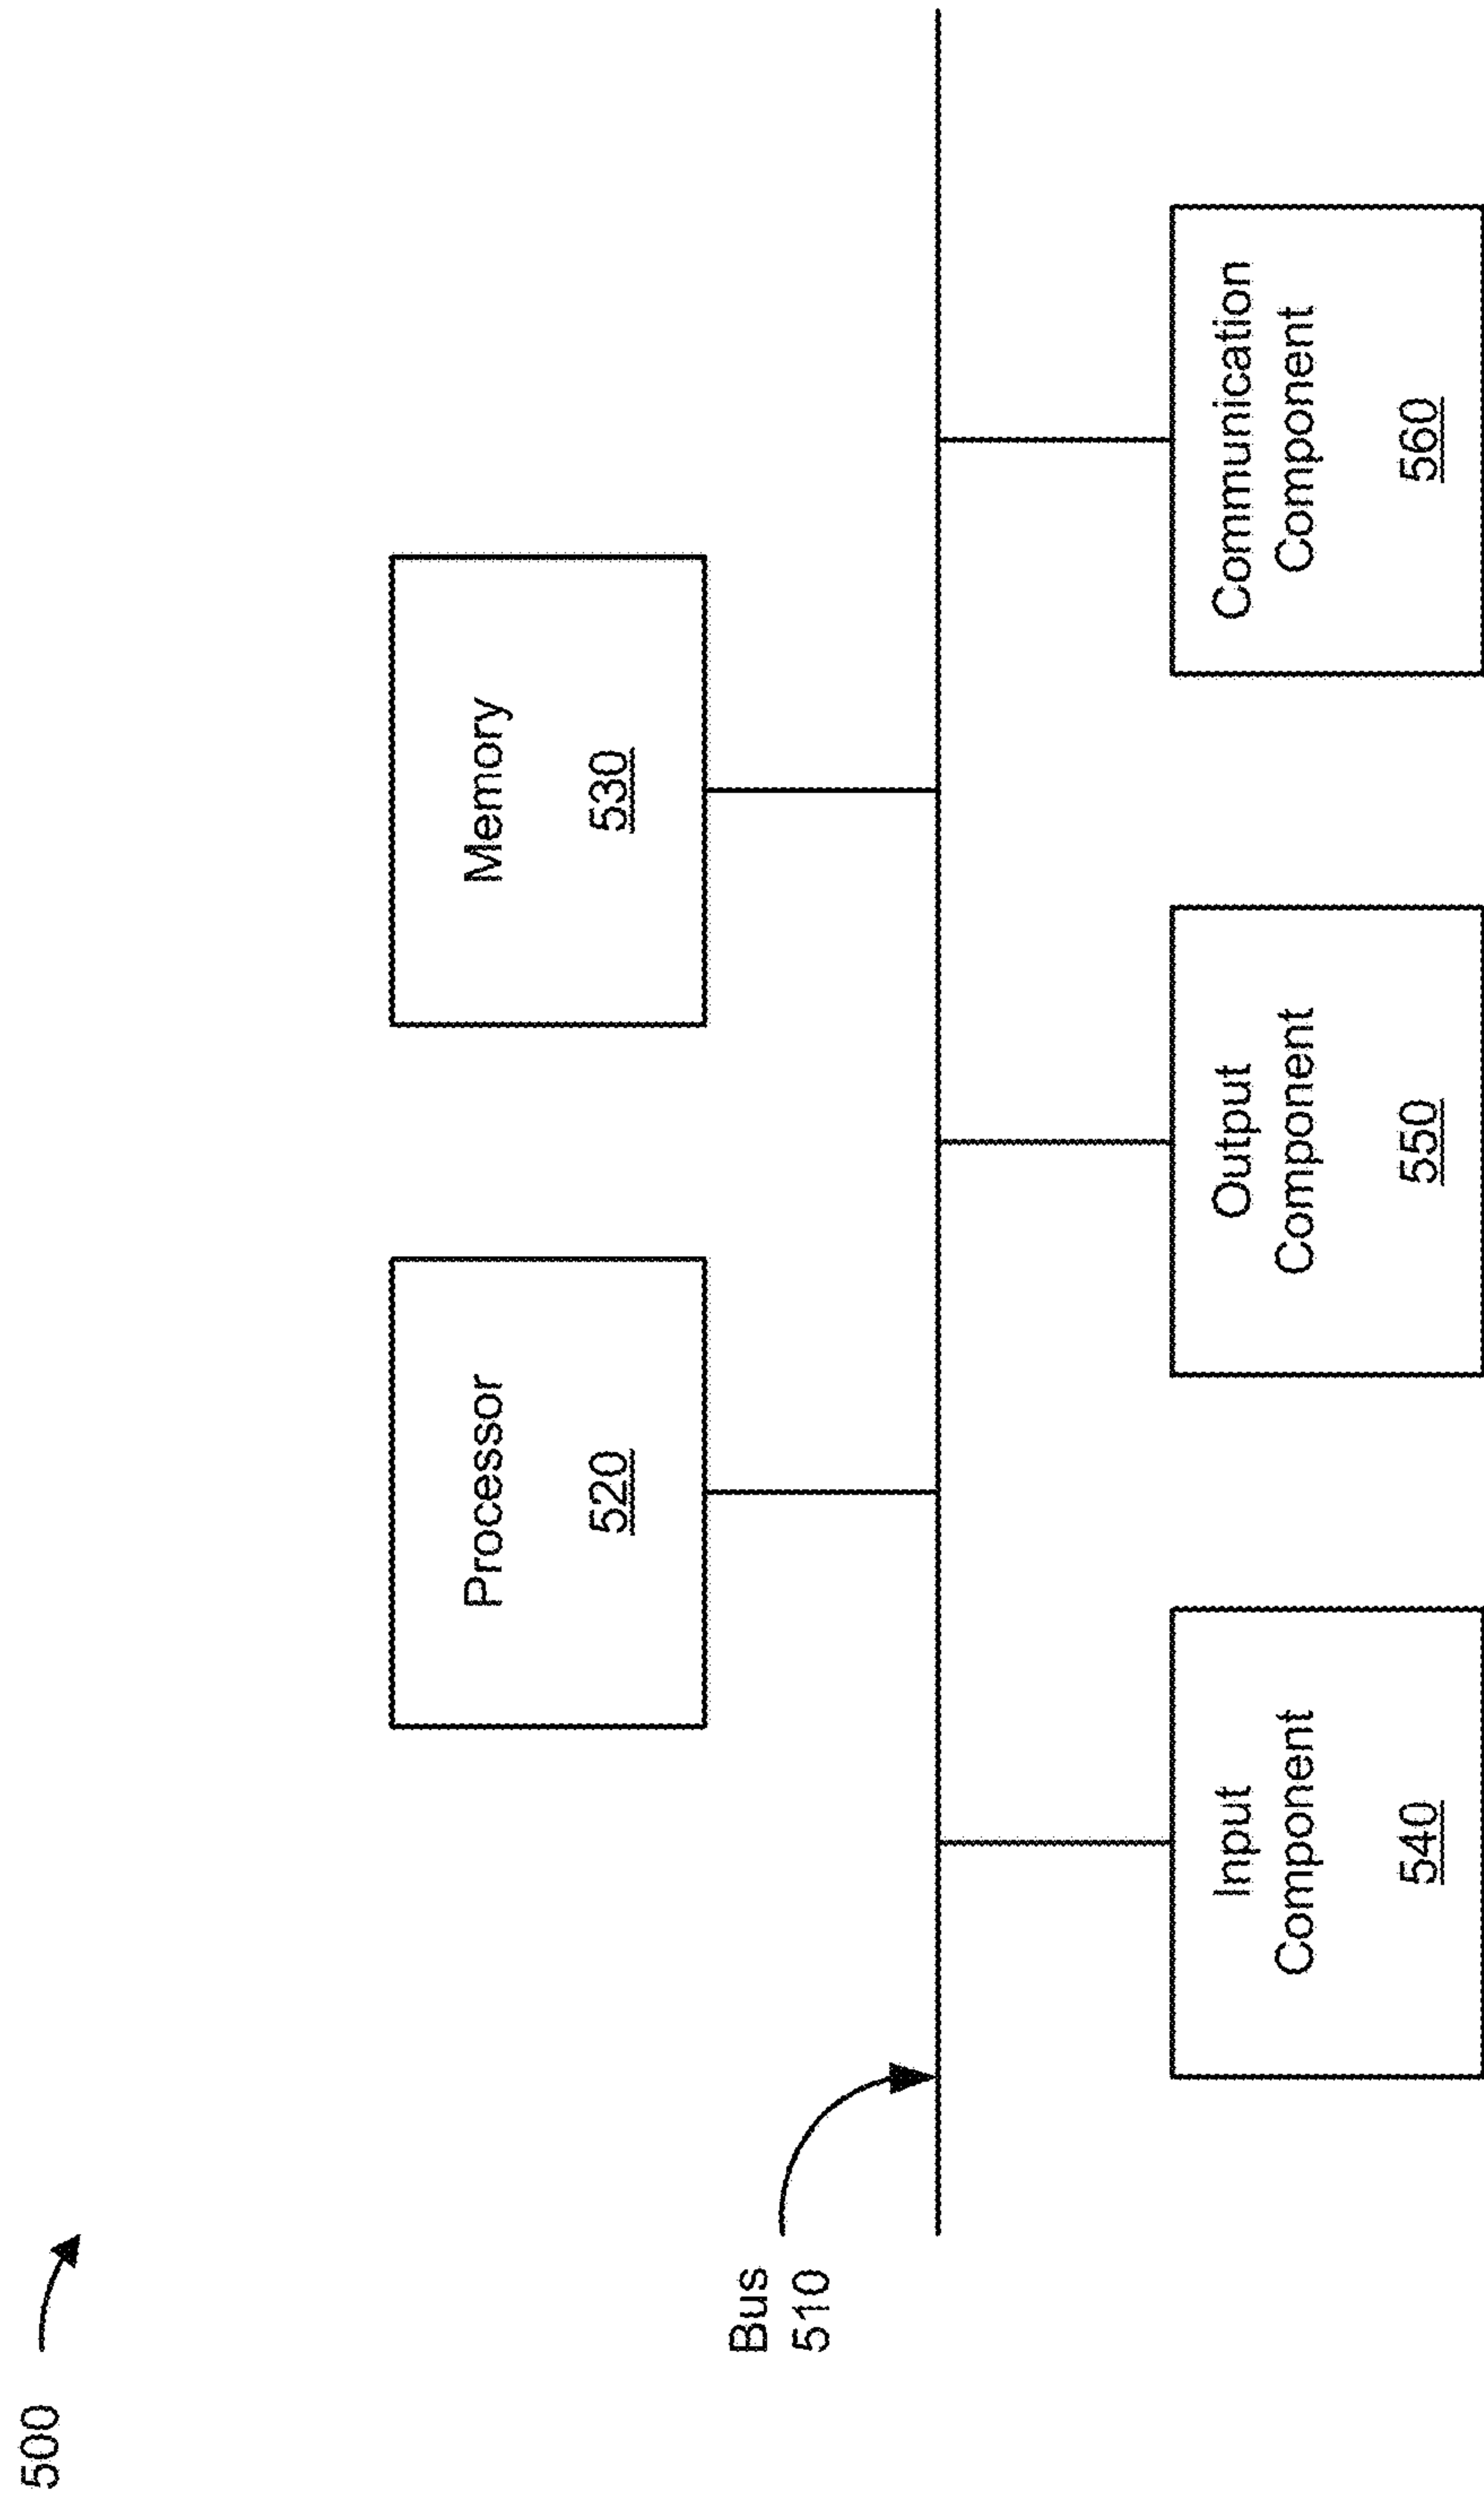 500
Processor
520
Memory
530
Bus
510
Input
Component
540
Output
Component
550
Communication
Component
560